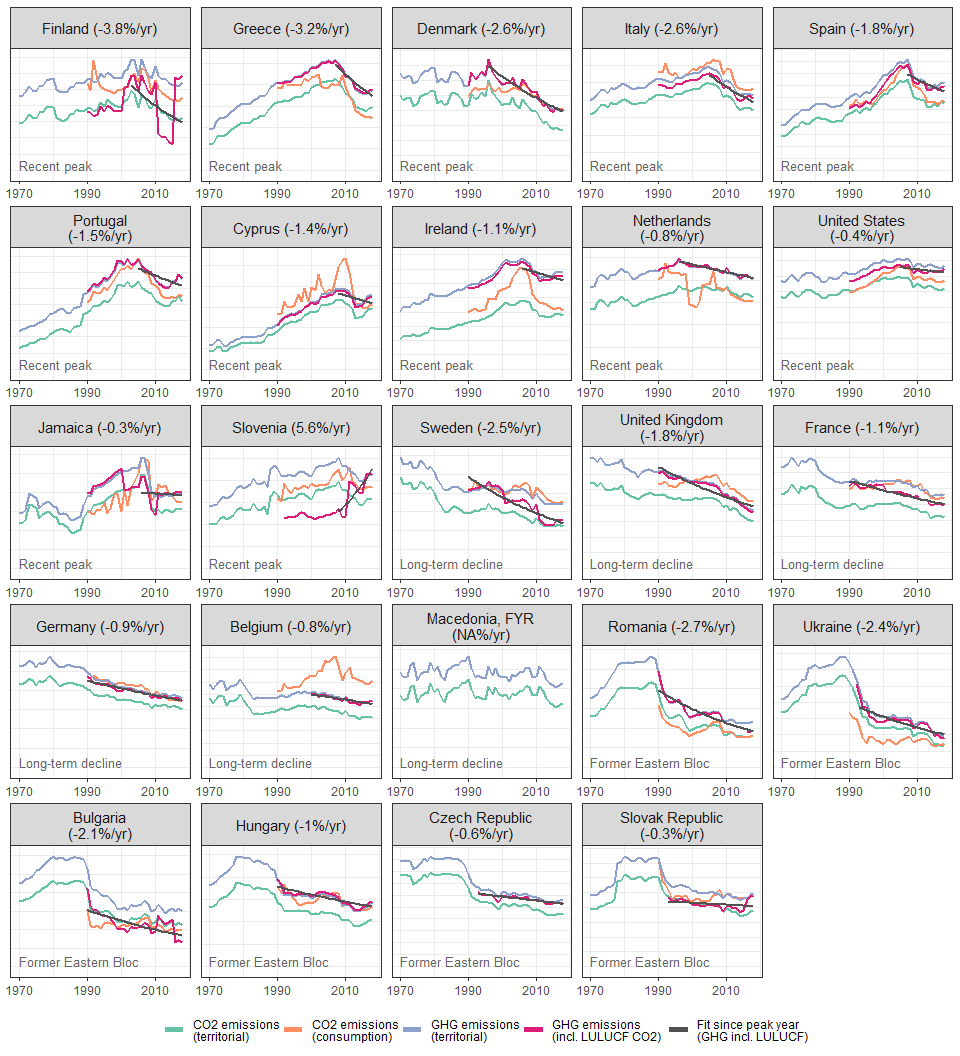 Finland (-3.8%/yr)
Greece (-3.2%/yr)
Denmark (-2.6%/yr)
Italy (-2.6%/yr)
Spain (-1.8%/yr)
Recent peak
Recent peak
Recent peak
Recent peak
Recent peak
1970 1990 2010
1970 1990 2010
1970 1990 2010
1970 1990 2010
1970 1990 2010
Portugal
(-1.5%/yr)
Cyprus (-1.4%/yr)
Ireland (-1.1%/yr)
Netherlands
(-0.8%/yr)
United States
(-0.4%/yr)
Recent peak
Recent peak
Recent peak
Recent peak
Recent peak
1970 1990 2010
1970 1990 2010
1970 1990 2010
1970 1990 2010
1970 1990 2010
Jamaica (-0.3%/yr)
Slovenia (5.6%/yr)
Sweden (-2.5%/yr)
United Kingdom
(-1.8%/yr)
France (-1.1%/yr)
Recent peak
Recent peak
Long-term decline
Long-term decline
Long-term decline
1970 1990 2010
1970 1990 2010
1970 1990 2010
1970 1990 2010
1970 1990 2010
Germany (-0.9%/yr)
Belgium (-0.8%/yr)
Macedonia, FYR
(NA%/yr)
Romania (-2.7%/yr)
Ukraine (-2.4%/yr)
Long-term decline
Long-term decline
Long-term decline
Former Eastern Bloc
Former Eastern Bloc
1970 1990 2010
1970 1990 2010
1970 1990 2010
1970 1990 2010
1970 1990 2010
Bulgaria
(-2.1%/yr)
Hungary (-1%/yr)
Czech Republic
(-0.6%/yr)
Slovak Republic
(-0.3%/yr)
Former Eastern Bloc
Former Eastern Bloc
Former Eastern Bloc
Former Eastern Bloc
1970 1990 2010
1970 1990 2010
1970 1990 2010
1970 1990 2010
CO2 emissions
(territorial)
CO2 emissions
(consumption)
GHG emissions
(territorial)
GHG emissions
(incl. LULUCF CO2)
Fit since peak year
(GHG incl. LULUCF)